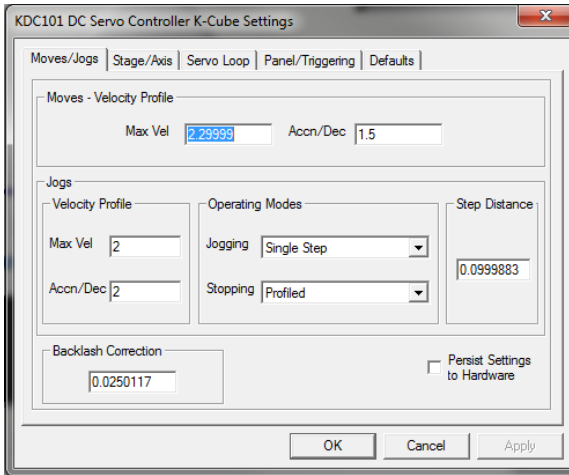 KDC101 DC Servo Controller K-Cube Settings
Moves/Jogs Stage/Axis Servo Loop Panel/Triggering Defaults
Moves - Velocity Profile
Max Vel 2.29999 Accn/Dec 1.5
Jogs
Velocity Profile Operating Modes Step Distance
Max Vel 2 Jogging Single Step
0.0999883
Accn/Dec 2 Stopping Profiled
Backlash Correction
0.0250117
Persist Settings
to Hardware
OK Cancel Apply